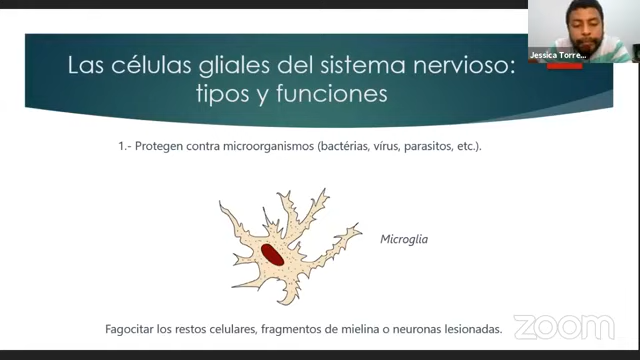 Las células gliales del sistema nervioso:
tipos y funciones
Jessica Torre...
1.- Protegen contra microorganismos (bactérias, vírus, parasitos, etc.).
Microglia
Fagocitar los restos celulares, fragmentos de mielina o neuronas lesionadas.
zoom